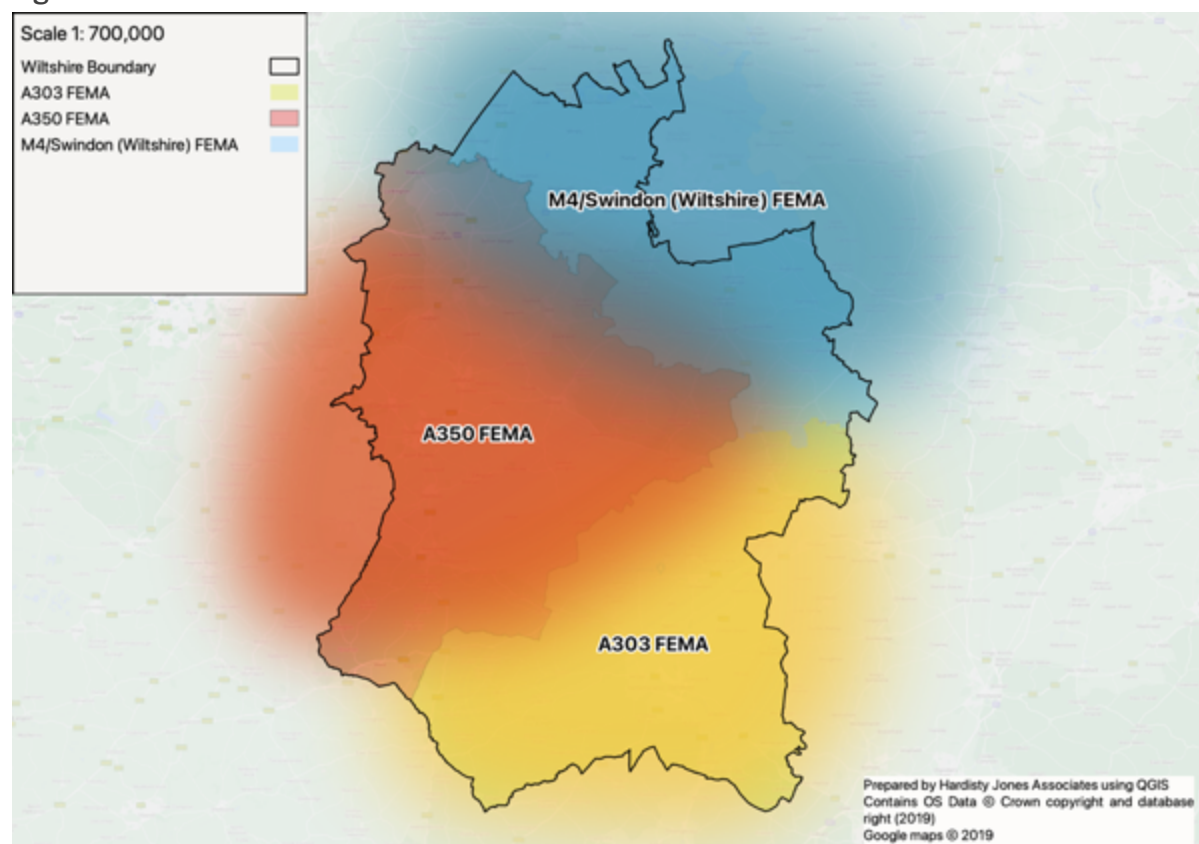 Scale 1: 700,000
Wiltshire Boundary
A303 FEMA
A350 FEMA
M4/Swindon (Wiltshire) FEMA
M4/Swindon (Wiltshire) FEMA
A350 FEMA
A303 FEMA
Prepared by Hardisty Jones Associates using QGIS
Contains OS Data © Crown copyright and database
right (2019)
Google maps © 2019